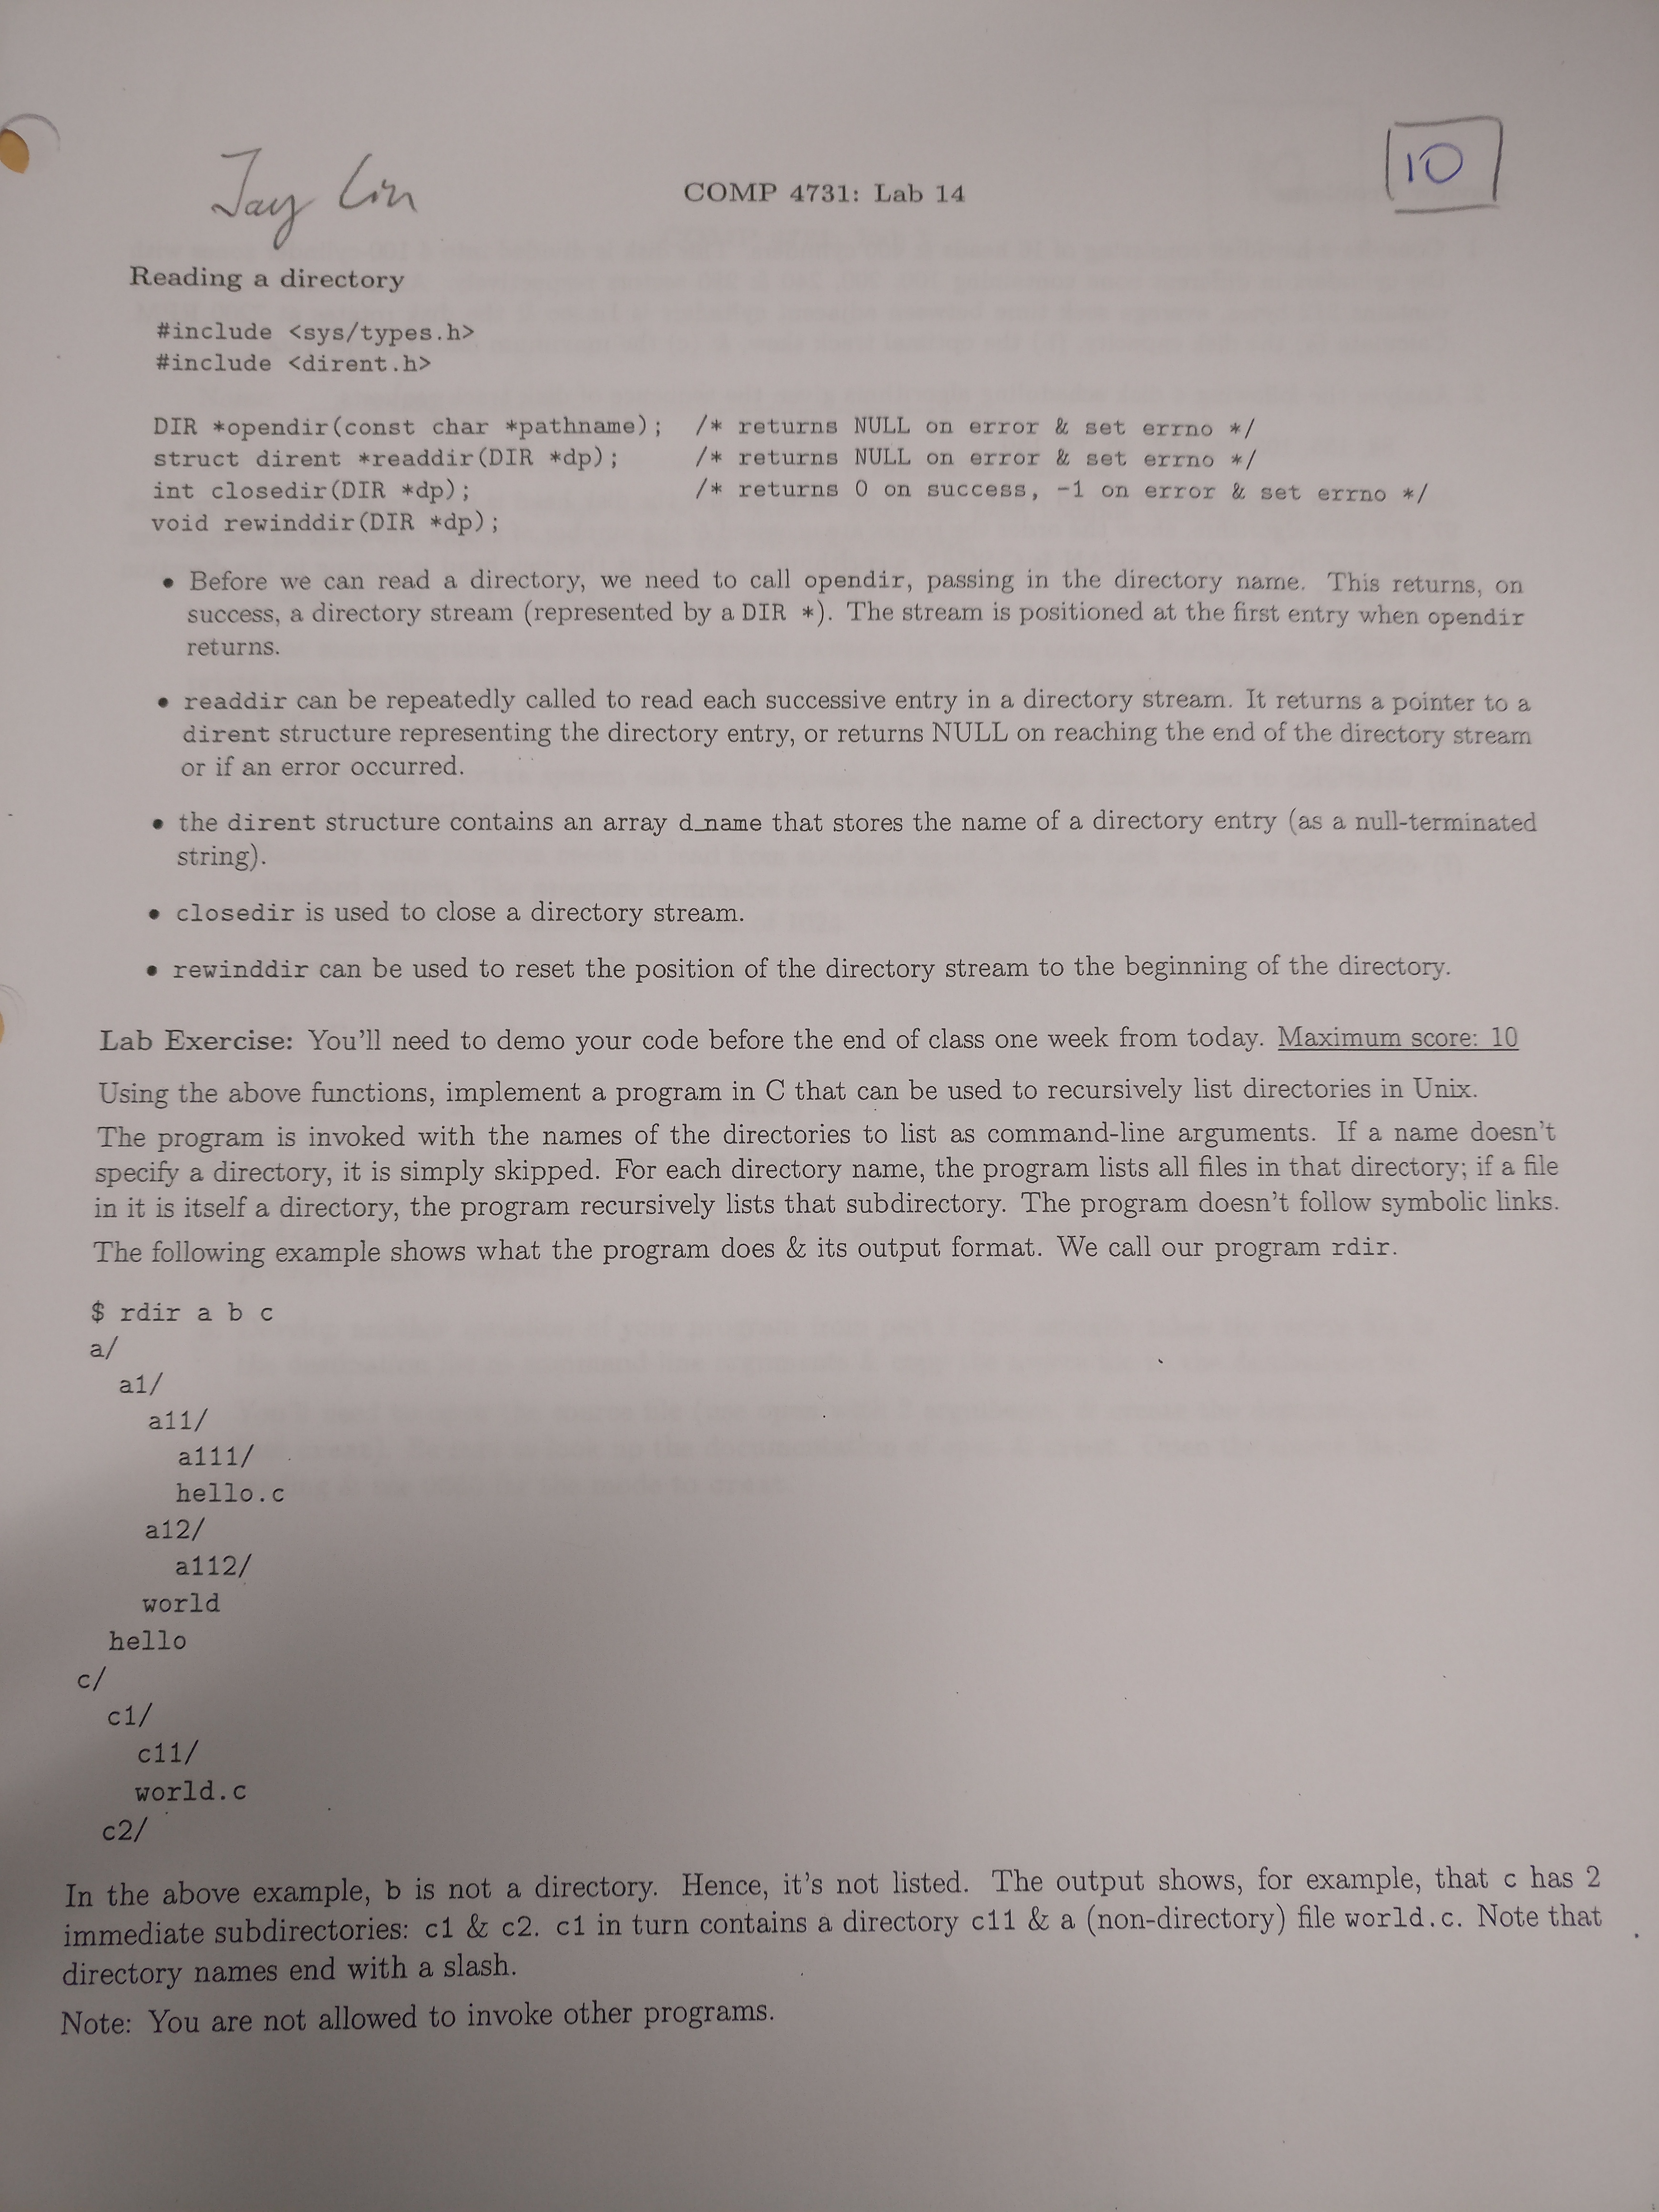 Jay Lin
COMP 4731: Lab 14
10
Reading a directory
#include <sys/types.h>
#include <dirent.h>
DIR *opendir(const char *pathname);  /* returns NULL on error & set errno */
struct dirent *readdir(DIR *dp);     /* returns NULL on error & set errno */
int closedir(DIR *dp);               /* returns 0 on success, -1 on error & set errno */
void rewinddir(DIR *dp);
• Before we can read a directory, we need to call opendir, passing in the directory name. This returns, on
success, a directory stream (represented by a DIR *). The stream is positioned at the first entry when opendir
returns.
• readdir can be repeatedly called to read each successive entry in a directory stream. It returns a pointer to a
dirent structure representing the directory entry, or returns NULL on reaching the end of the directory stream
or if an error occurred.
• the dirent structure contains an array d_name that stores the name of a directory entry (as a null-terminated
string).
• closedir is used to close a directory stream.
• rewinddir can be used to reset the position of the directory stream to the beginning of the directory.
Lab Exercise: You'll need to demo your code before the end of class one week from today. Maximum score: 10
Using the above functions, implement a program in C that can be used to recursively list directories in Unix.
The program is invoked with the names of the directories to list as command-line arguments. If a name doesn't
specify a directory, it is simply skipped. For each directory name, the program lists all files in that directory; if a file
in it is itself a directory, the program recursively lists that subdirectory. The program doesn't follow symbolic links.
The following example shows what the program does & its output format. We call our program rdir.
$ rdir a b c
a/
  a1/
    a11/
      a111/
      hello.c
    a12/
      a112/
    world
  hello
c/
  c1/
    c11/
    world.c
  c2/
In the above example, b is not a directory. Hence, it's not listed. The output shows, for example, that c has 2
immediate subdirectories: c1 & c2. c1 in turn contains a directory c11 & a (non-directory) file world.c. Note that
directory names end with a slash.
Note: You are not allowed to invoke other programs.